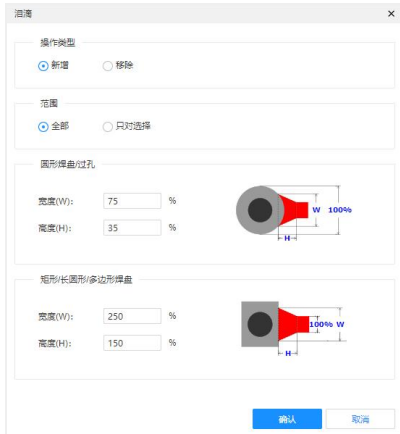 泪滴
操作类型
新增 移除
范围
全部 只对选择
圆形焊盘/过孔
宽度(W): 75 %
高度(H): 35 %
W 100%
H
矩形/长圆形/多边形焊盘
宽度(W): 250 %
高度(H): 150 %
100% W
H
确认 取消